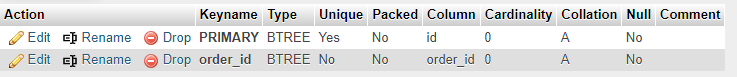 Action Keyname Type Unique Packed Column Cardinality Collation Null Comment
Edit Rename Drop PRIMARY BTREE Yes No id 0 A No
Edit Rename Drop order_id BTREE No No order_id 0 A No